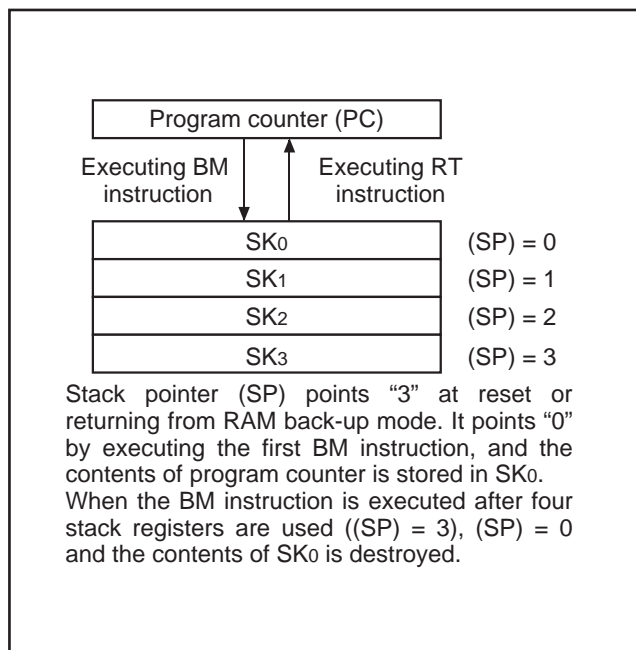 Program counter (PC)
Executing BM instruction
Executing RT instruction
SK0
(SP) = 0
SK1
(SP) = 1
SK2
(SP) = 2
SK3
(SP) = 3
Stack pointer (SP) points “3” at reset or
returning from RAM back-up mode. It points “0”
by executing the first BM instruction, and the
contents of program counter is stored in SK0.
When the BM instruction is executed after four
stack registers are used ((SP) = 3), (SP) = 0
and the contents of SK0 is destroyed.